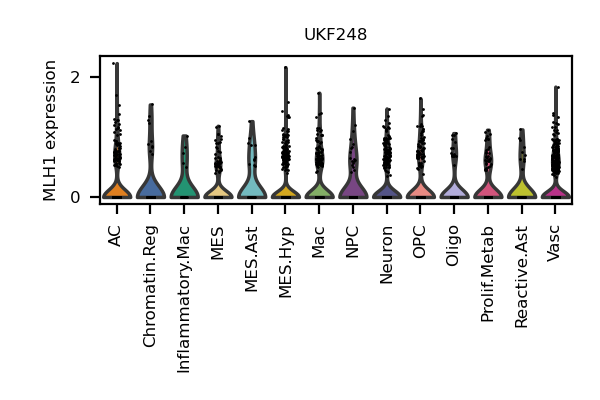 UKF248
MLH1 expression
2
0
AC
Chromatin.Reg
Inflammatory.Mac
MES
MES.Ast
MES.Hyp
Mac
NPC
Neuron
OPC
Oligo
Prolif.Metab
Reactive.Ast
Vasc